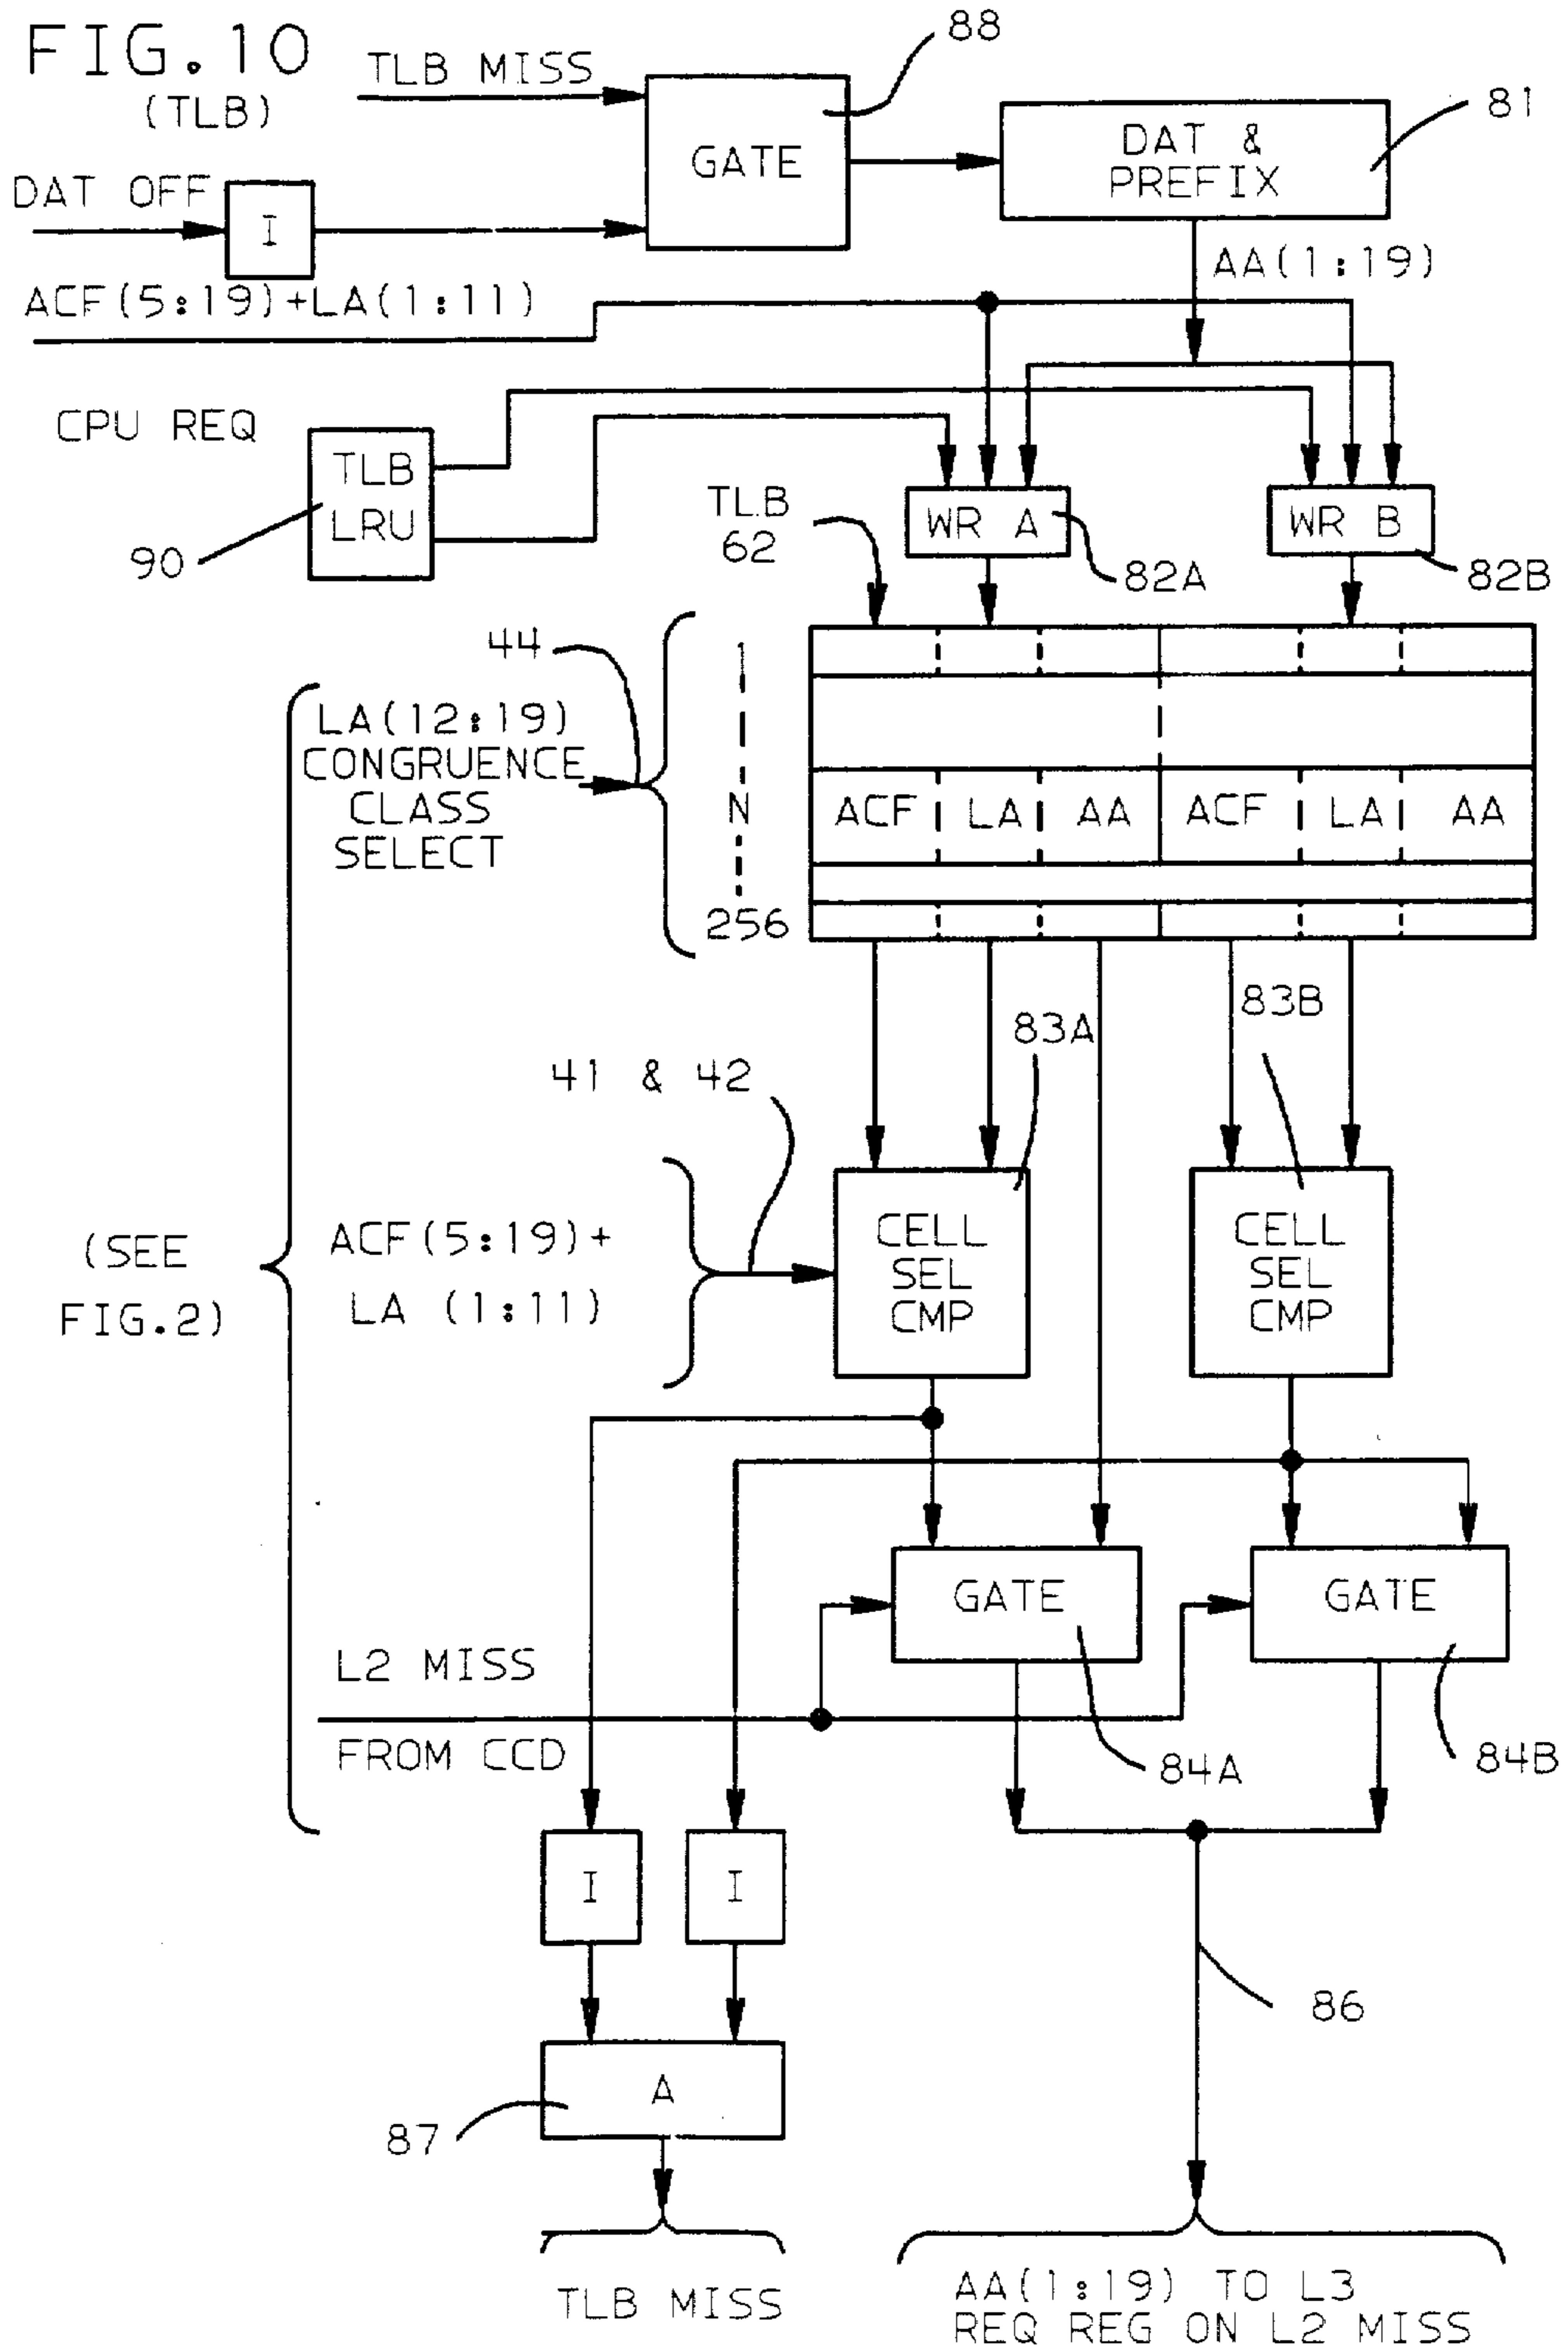 FIG.10
(TLB)
TLB MISS
88
GATE
DAT &
PREFIX
81
DAT OFF
I
AA(1:19)
ACF(5:19)+LA(1:11)
CPU REQ
TLB
LRU
90
TLB
62
WR A
82A
WR B
82B
44
LA(12:19)
CONGRUENCE
CLASS
SELECT
1
N
256
ACF LA AA ACF LA AA
83A
83B
41 & 42
(SEE
FIG.2)
ACF(5:19)+
LA (1:11)
CELL
SEL
CMP
CELL
SEL
CMP
GATE
GATE
L2 MISS
FROM CCD
84A
84B
I
I
86
A
87
TLB MISS
AA(1:19) TO L3
REQ REG ON L2 MISS